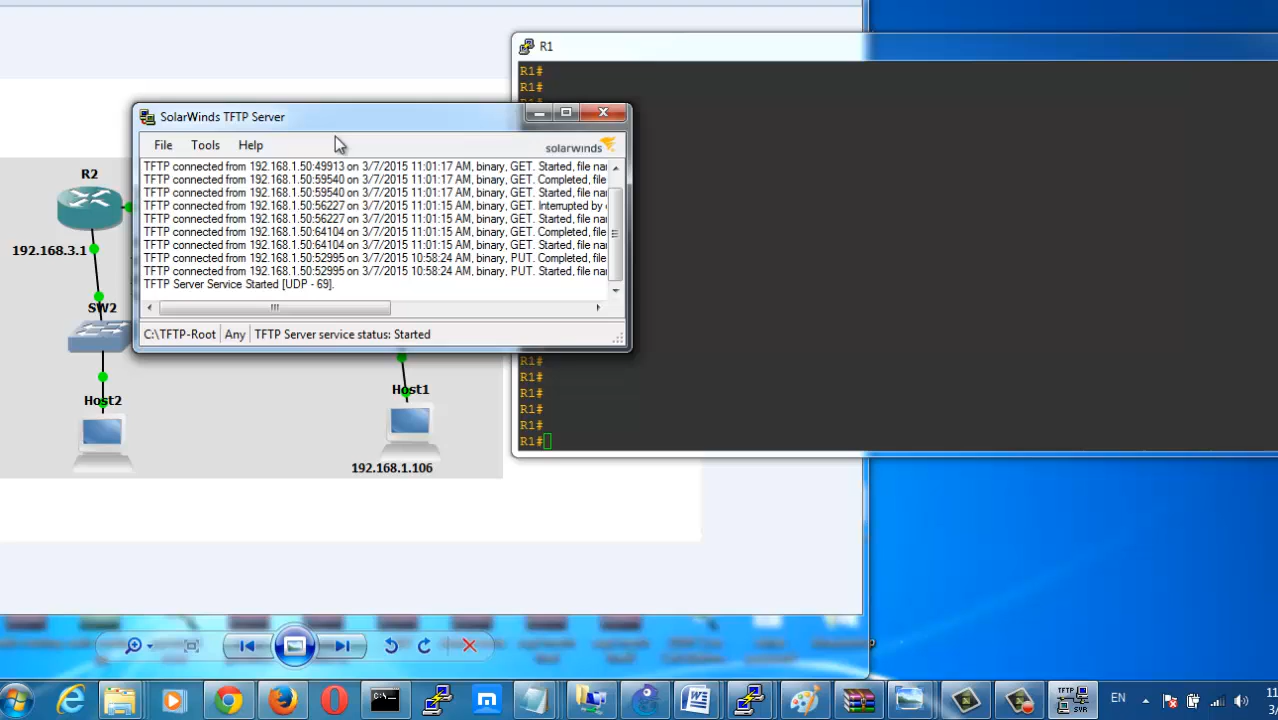 R1
R1#
R1#
SolarWinds TFTP Server
File Tools Help
solarwinds
TFTP connected from 192.168.1.50:49913 on 3/7/2015 11:01:17 AM, binary, GET. Started, file na
TFTP connected from 192.168.1.50:59540 on 3/7/2015 11:01:17 AM, binary, GET. Completed, file
TFTP connected from 192.168.1.50:59540 on 3/7/2015 11:01:17 AM, binary, GET. Started, file na
TFTP connected from 192.168.1.50:56227 on 3/7/2015 11:01:15 AM, binary, GET. Interrupted by
TFTP connected from 192.168.1.50:56227 on 3/7/2015 11:01:15 AM, binary, GET. Started, file na
TFTP connected from 192.168.1.50:64104 on 3/7/2015 11:01:15 AM, binary, GET. Completed, file
TFTP connected from 192.168.1.50:64104 on 3/7/2015 11:01:15 AM, binary, GET. Started, file na
TFTP connected from 192.168.1.50:52995 on 3/7/2015 10:58:24 AM, binary, PUT. Completed, file
TFTP connected from 192.168.1.50:52995 on 3/7/2015 10:58:24 AM, binary, PUT. Started, file na
TFTP Server Service Started [UDP - 69].
C:\TFTP-Root Any TFTP Server service status: Started
R2
192.168.3.1
SW2
Host2
Host1
192.168.1.106
R1#
R1#
R1#
R1#
R1#
R1#
C:\
TFTP
SVR
EN
11
3/